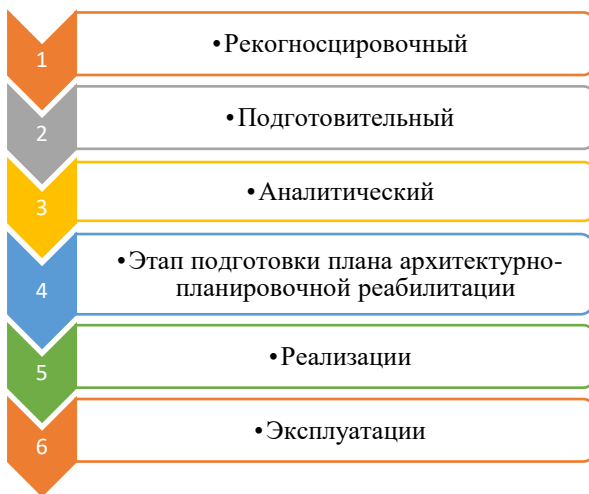 1
•Рекогносцировочный
2
•Подготовительный
3
•Аналитический
4
•Этап подготовки плана архитектурно-
планировочной реабилитации
5
•Реализации
6
•Эксплуатации